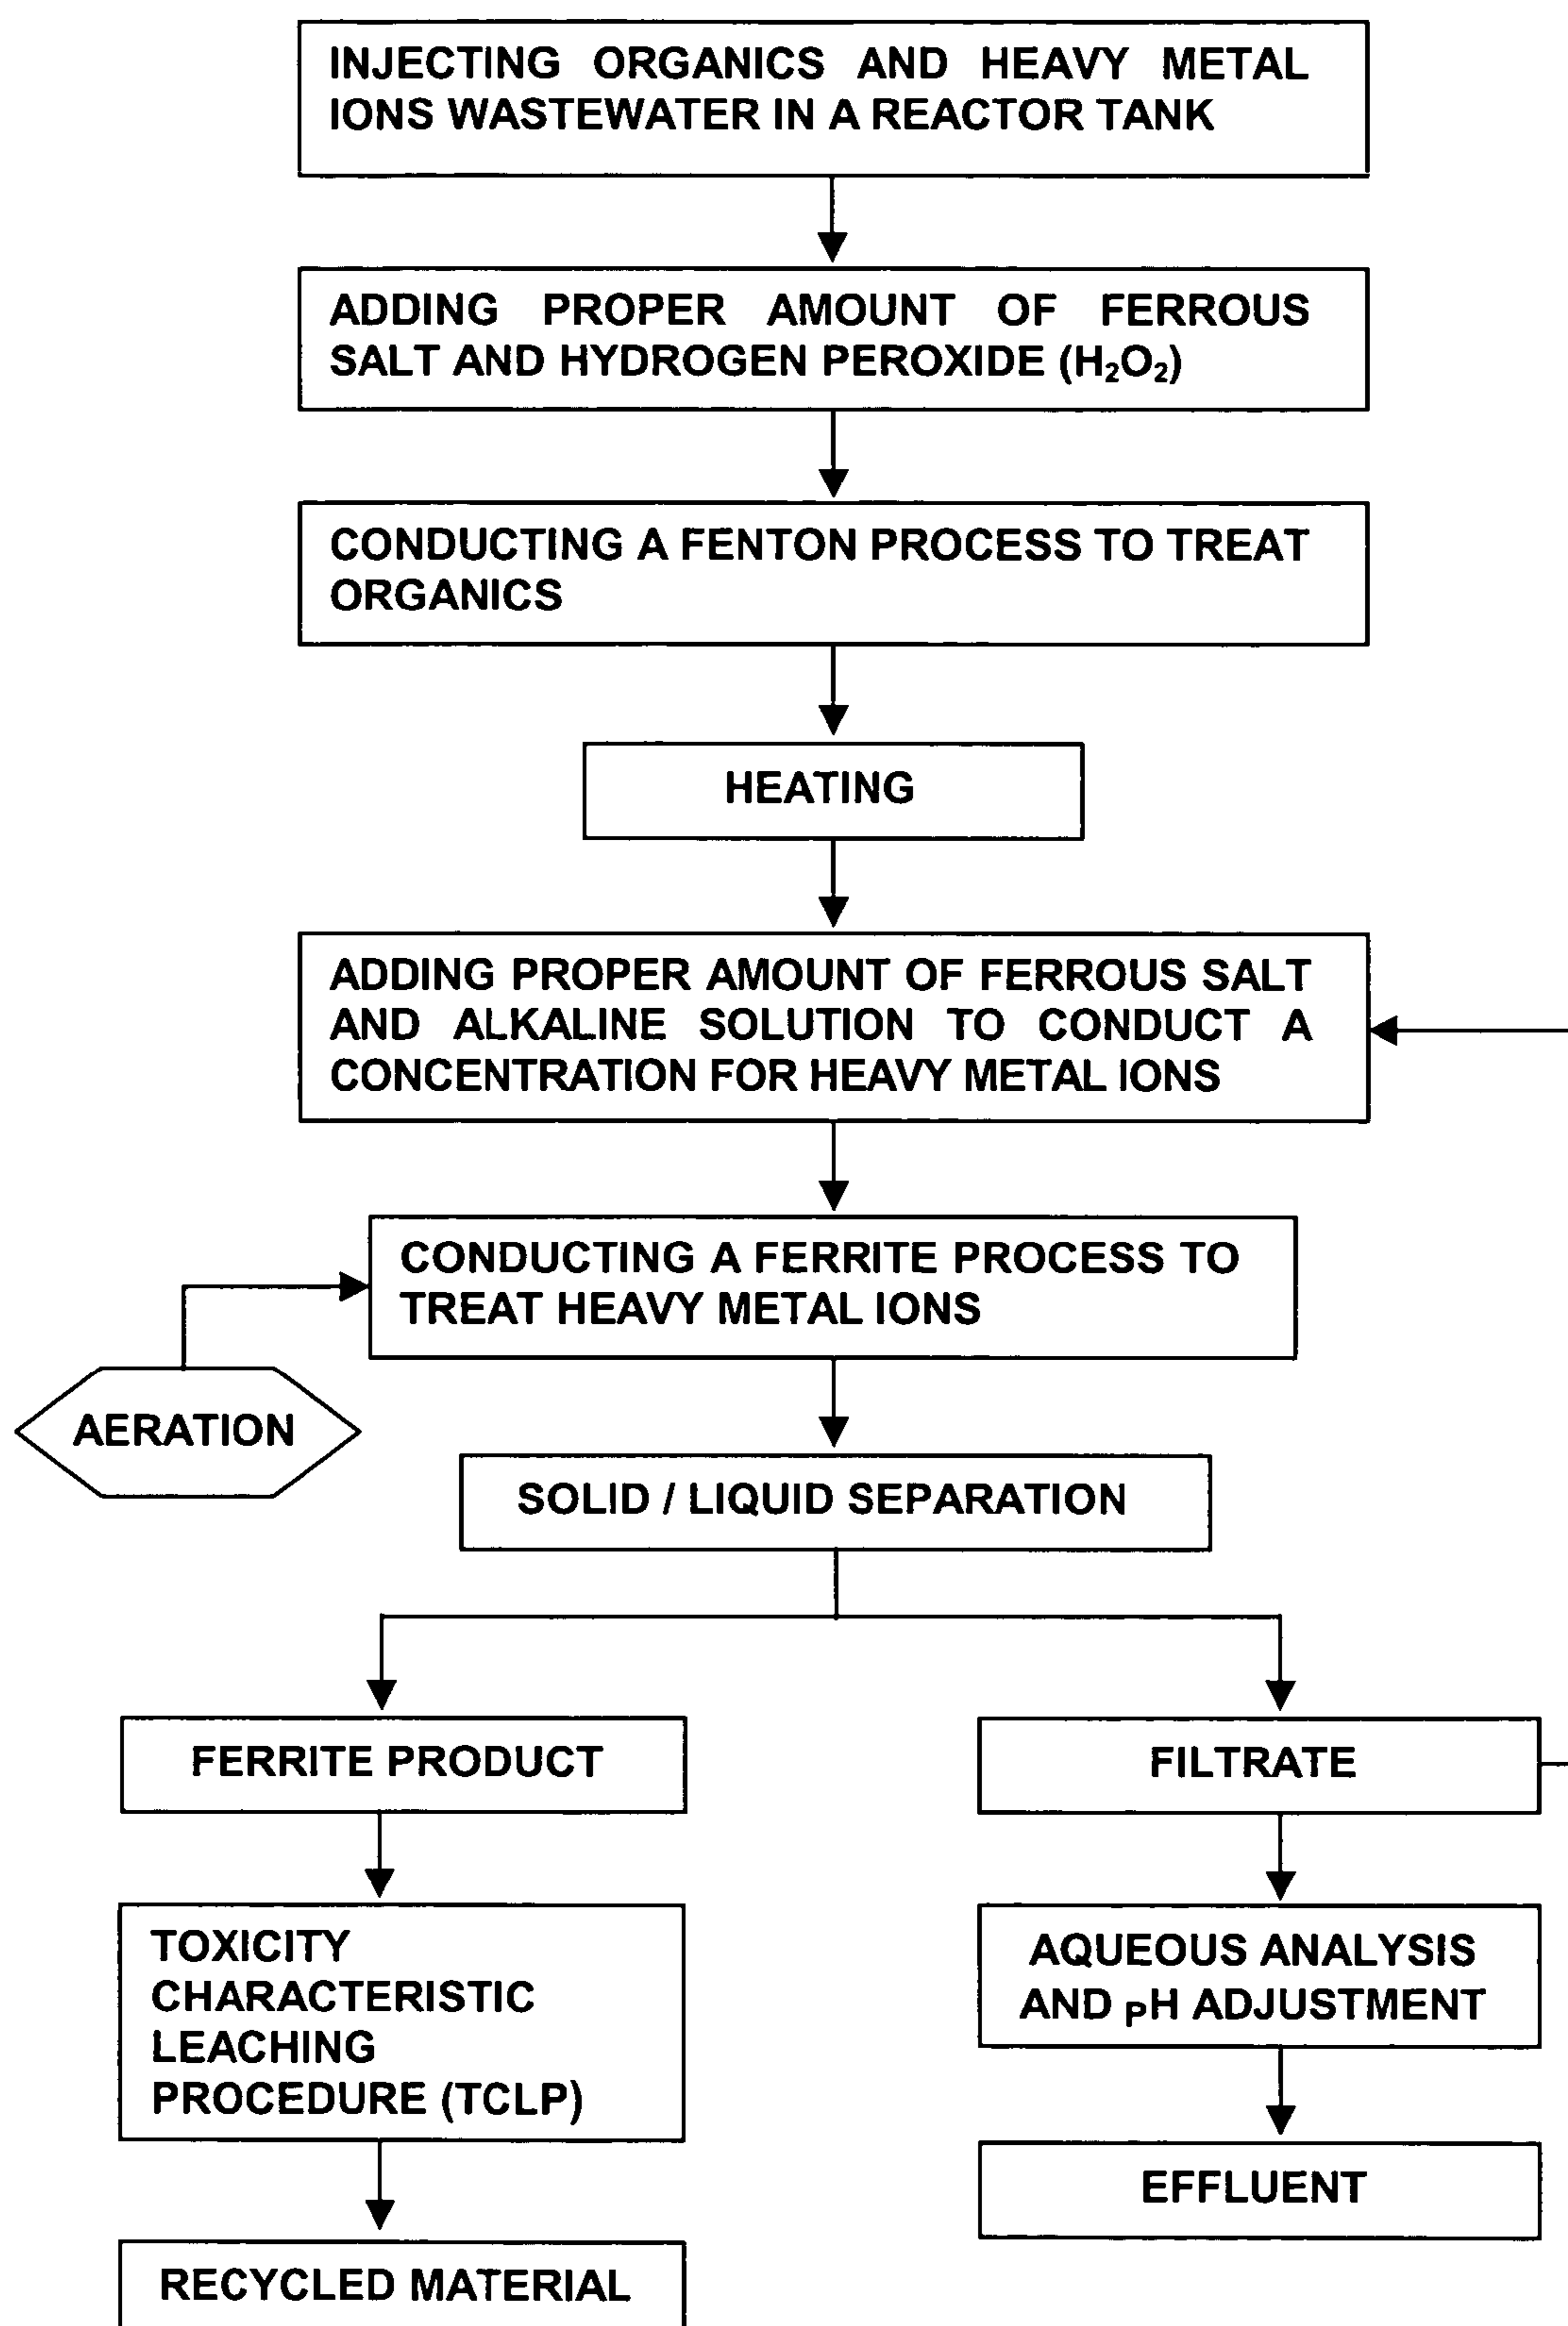 INJECTING ORGANICS AND HEAVY METAL
IONS WASTEWATER IN A REACTOR TANK
ADDING PROPER AMOUNT OF FERROUS
SALT AND HYDROGEN PEROXIDE (H₂O₂)
CONDUCTING A FENTON PROCESS TO TREAT
ORGANICS
HEATING
ADDING PROPER AMOUNT OF FERROUS SALT
AND ALKALINE SOLUTION TO CONDUCT A
CONCENTRATION FOR HEAVY METAL IONS
CONDUCTING A FERRITE PROCESS TO
TREAT HEAVY METAL IONS
AERATION
SOLID / LIQUID SEPARATION
FERRITE PRODUCT
TOXICITY
CHARACTERISTIC
LEACHING
PROCEDURE (TCLP)
RECYCLED MATERIAL
FILTRATE
AQUEOUS ANALYSIS
AND PH ADJUSTMENT
EFFLUENT